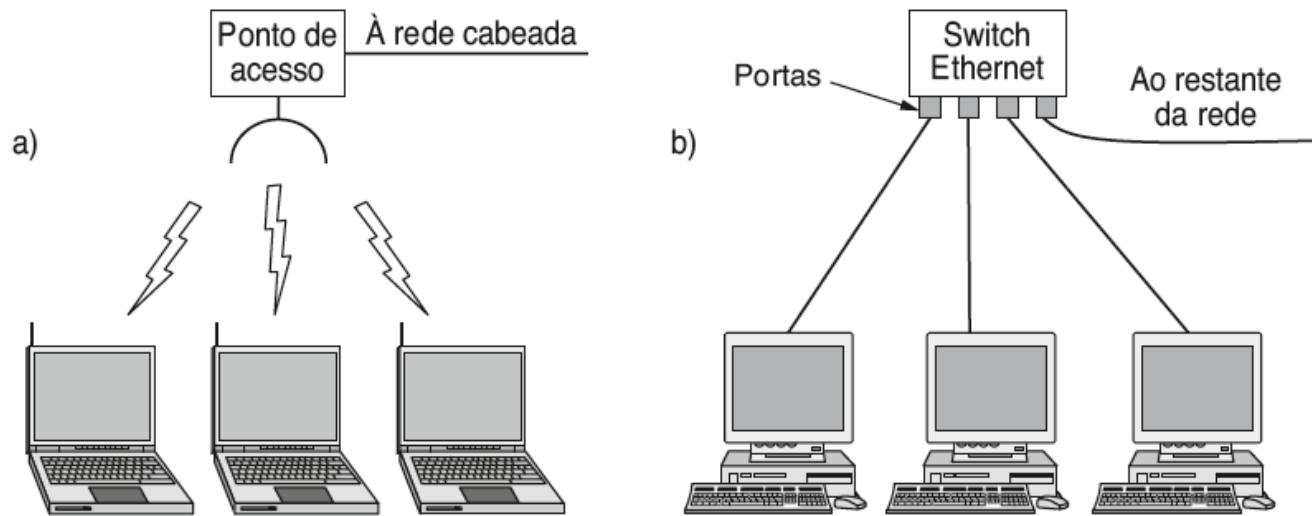 a)
Ponto de
acesso
À rede cabeada
b)
Portas
Switch
Ethernet
Ao restante
da rede